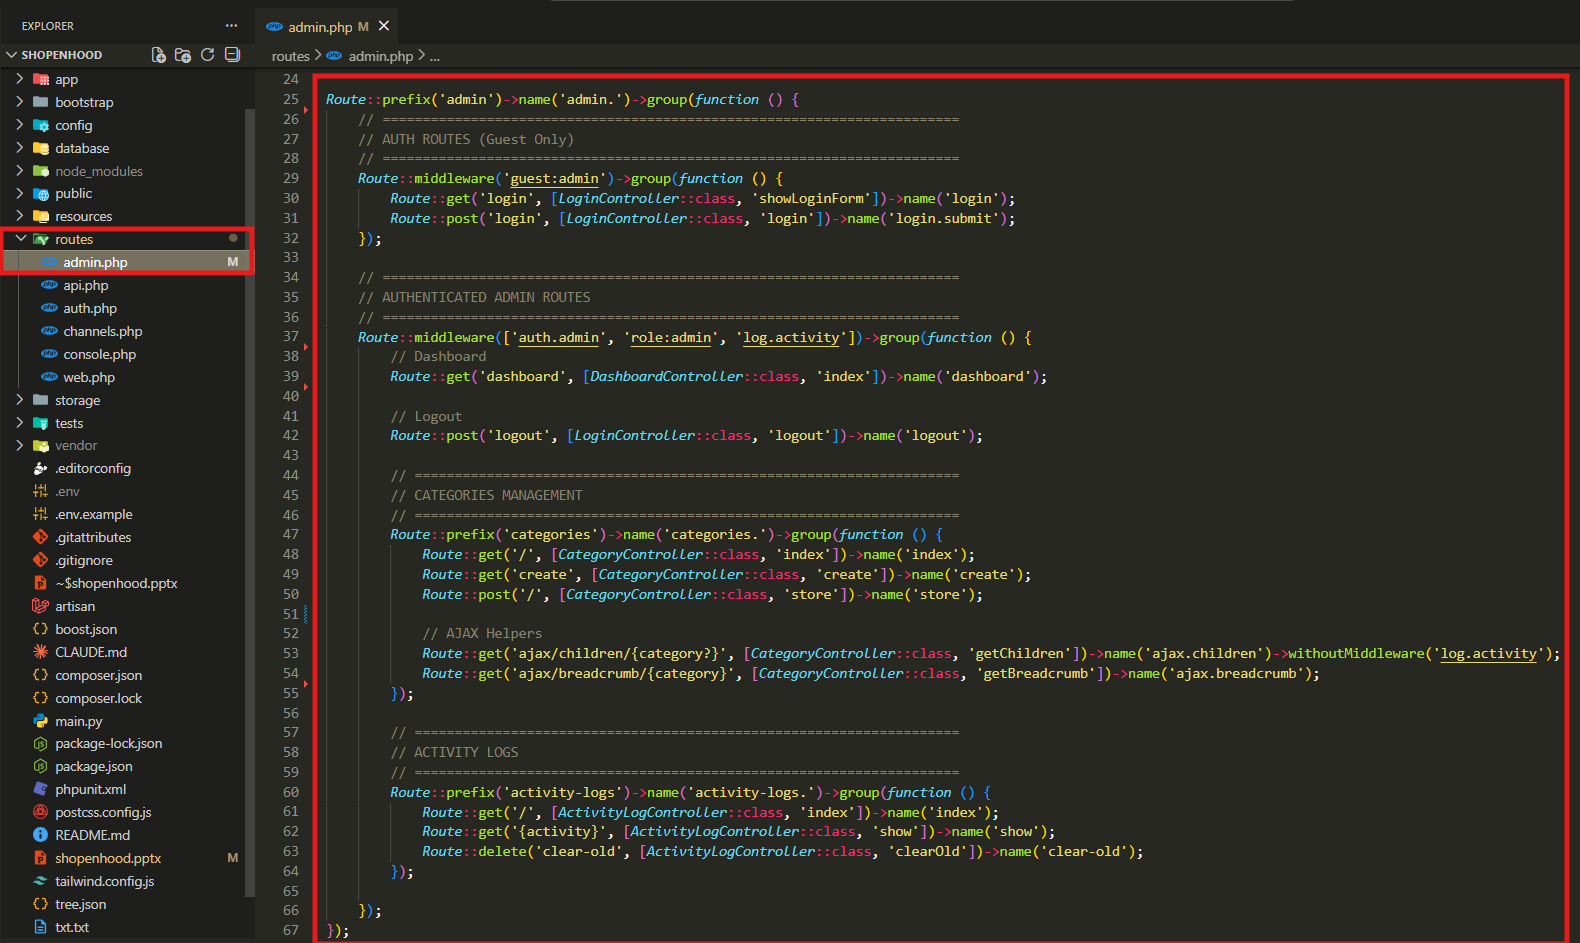 EXPLORER ...
SHOPENHOOD
app
bootstrap
config
database
node_modules
public
resources
routes
admin.php M
api.php
auth.php
channels.php
console.php
web.php
storage
tests
vendor
.editorconfig
.env
.env.example
.gitattributes
.gitignore
~$shopenhood.pptx
artisan
boost.json
CLAUDE.md
composer.json
composer.lock
main.py
package-lock.json
package.json
phpunit.xml
postcss.config.js
README.md
shopenhood.pptx M
tailwind.config.js
tree.json
txt.txt
php admin.php M
routes > php admin.php > ...
24
25 Route::prefix('admin')->name('admin.')->group(function () {
26 // ====================================================================
27 // AUTH ROUTES (Guest Only)
28 // ====================================================================
29 Route::middleware('guest:admin')->group(function () {
30 Route::get('login', [LoginController::class, 'showLoginForm'])->name('login');
31 Route::post('login', [LoginController::class, 'login'])->name('login.submit');
32 });
33
34 // ====================================================================
35 // AUTHENTICATED ADMIN ROUTES
36 // ====================================================================
37 Route::middleware(['auth.admin', 'role:admin', 'log.activity'])->group(function () {
38 // Dashboard
39 Route::get('dashboard', [DashboardController::class, 'index'])->name('dashboard');
40
41 // Logout
42 Route::post('logout', [LoginController::class, 'logout'])->name('logout');
43
44 // ====================================================================
45 // CATEGORIES MANAGEMENT
46 // ====================================================================
47 Route::prefix('categories')->name('categories.')->group(function () {
48 Route::get('/', [CategoryController::class, 'index'])->name('index');
49 Route::get('create', [CategoryController::class, 'create'])->name('create');
50 Route::post('/', [CategoryController::class, 'store'])->name('store');
51
52 // AJAX Helpers
53 Route::get('ajax/children/{category?}', [CategoryController::class, 'getChildren'])->name('ajax.children')->withoutMiddleware('log.activity');
54 Route::get('ajax/breadcrumb/{category}', [CategoryController::class, 'getBreadcrumb'])->name('ajax.breadcrumb');
55 });
56
57 // ====================================================================
58 // ACTIVITY LOGS
59 // ====================================================================
60 Route::prefix('activity-logs')->name('activity-logs.')->group(function () {
61 Route::get('/', [ActivityLogController::class, 'index'])->name('index');
62 Route::get('{activity}', [ActivityLogController::class, 'show'])->name('show');
63 Route::delete('clear-old', [ActivityLogController::class, 'clearOld'])->name('clear-old');
64 });
65
66 });
67 });